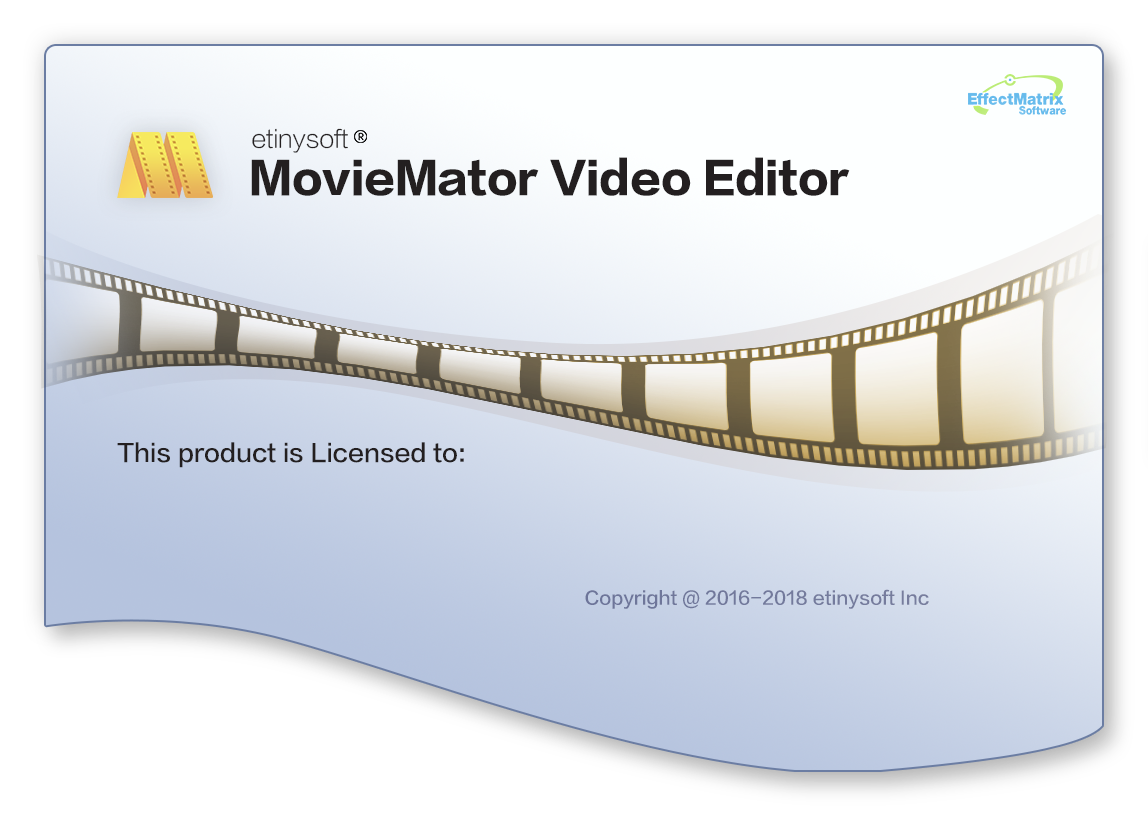 EffectMatrix
Software
etinysoft ®
MovieMator Video Editor
This product is Licensed to:
Copyright @ 2016-2018 etinysoft Inc